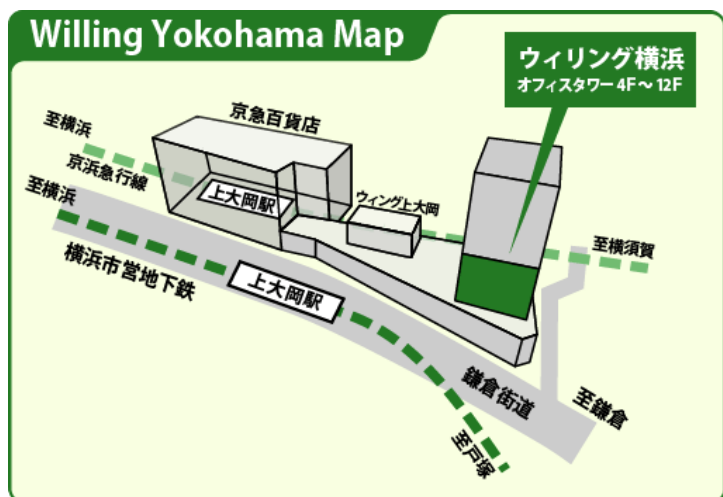 Willing Yokohama Map
ウィリング横浜
オフィスタワー4F～12F
京急百貨店
至横浜
京浜急行線
至横浜
上大岡駅
ウィング上大岡
至横須賀
横浜市営地下鉄
上大岡駅
鎌倉街道
至鎌倉
至戸塚